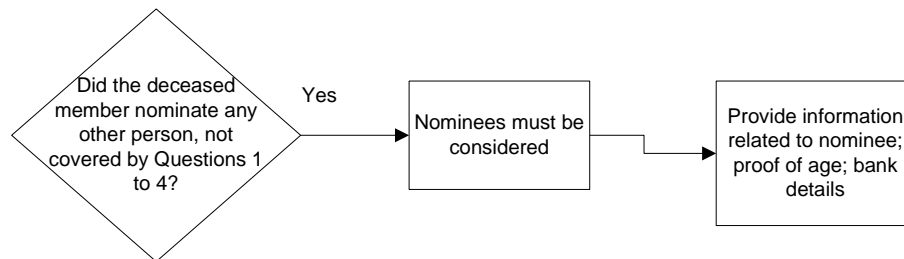 Did the deceased
member nominate any
other person, not
covered by Questions 1
to 4?
Yes
Nominees must be
considered
Provide information
related to nominee;
proof of age; bank
details